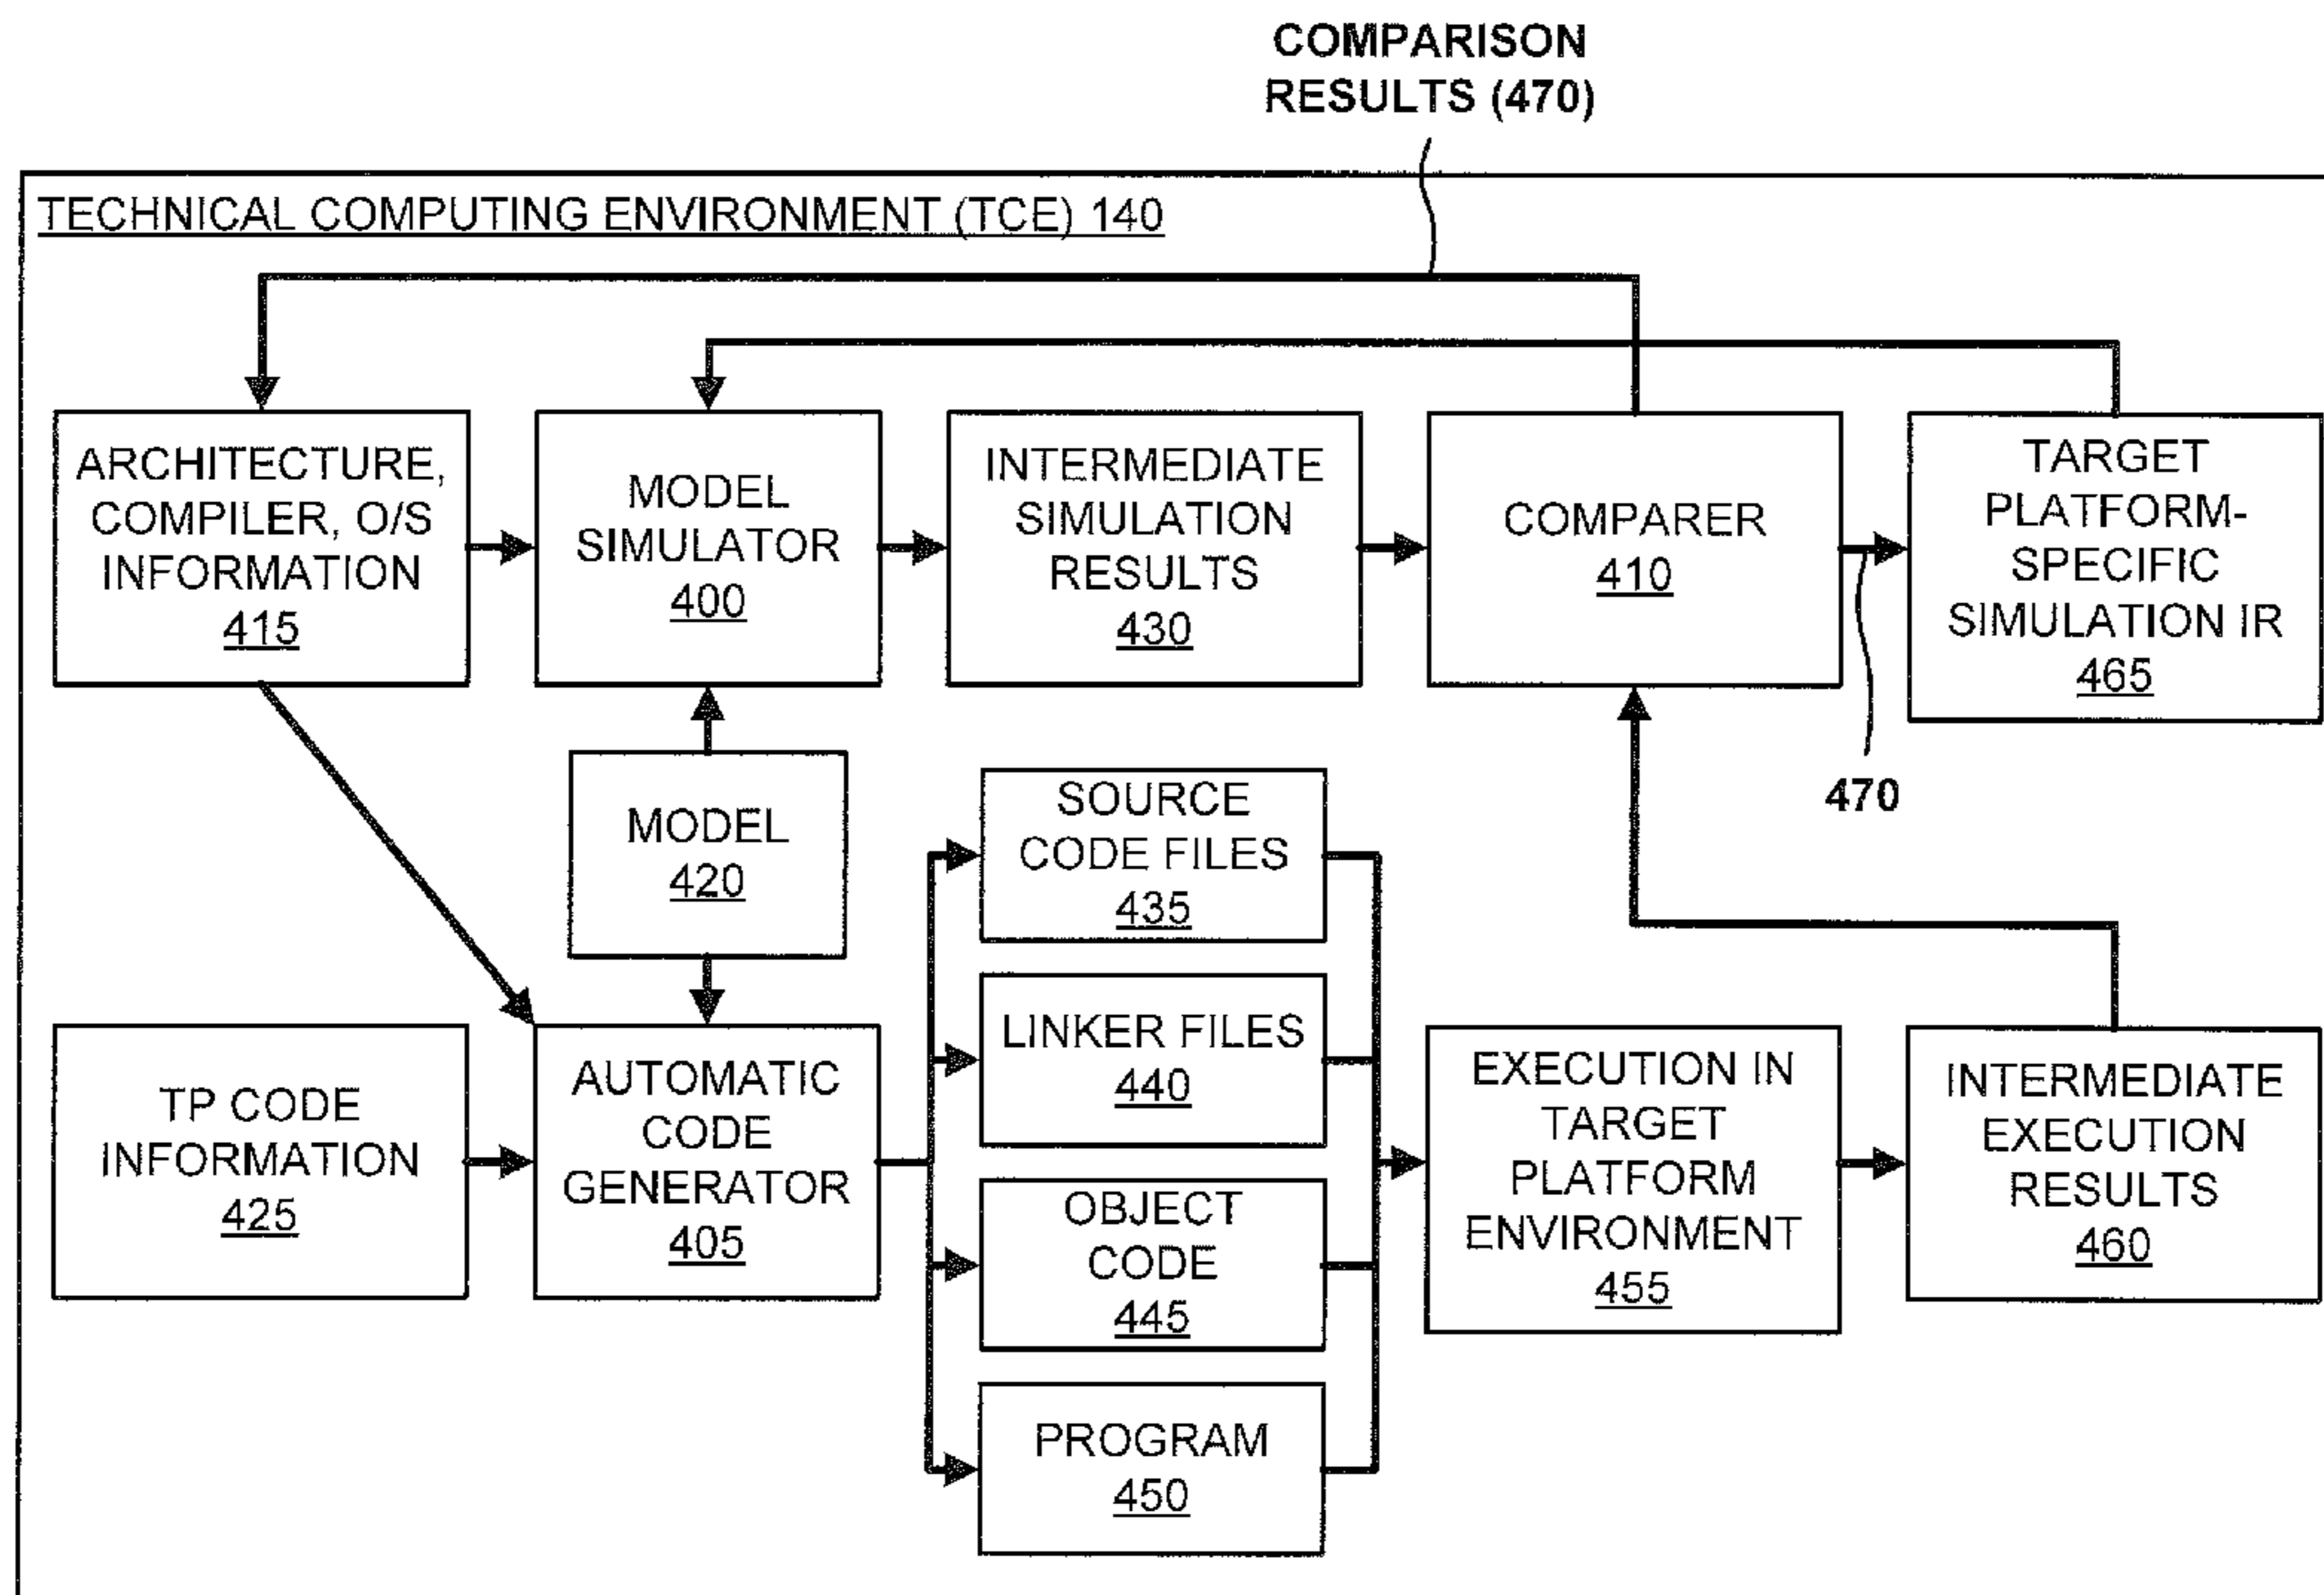 COMPARISON
RESULTS (470)
TECHNICAL COMPUTING ENVIRONMENT (TCE) 140
ARCHITECTURE,
COMPILER, O/S
INFORMATION
415
MODEL
SIMULATOR
400
INTERMEDIATE
SIMULATION
RESULTS
430
COMPARER
410
TARGET
PLATFORM-
SPECIFIC
SIMULATION IR
465
470
MODEL
420
SOURCE
CODE FILES
435
LINKER FILES
440
OBJECT
CODE
445
PROGRAM
450
TP CODE
INFORMATION
425
AUTOMATIC
CODE
GENERATOR
405
EXECUTION IN
TARGET
PLATFORM
ENVIRONMENT
455
INTERMEDIATE
EXECUTION
RESULTS
460